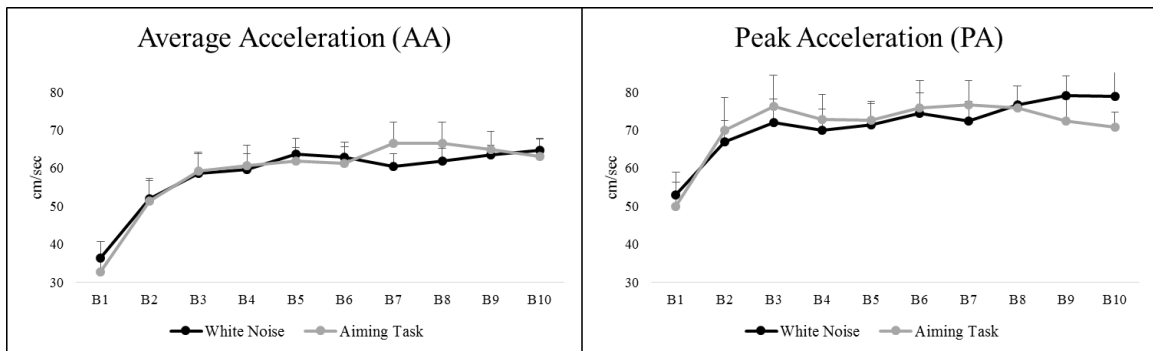 Average Acceleration (AA)
80
70
60
50
40
30
cm/sec
B1 B2 B3 B4 B5 B6 B7 B8 B9 B10
White Noise Aiming Task
Peak Acceleration (PA)
80
70
60
50
40
30
cm/sec
B1 B2 B3 B4 B5 B6 B7 B8 B9 B10
White Noise Aiming Task